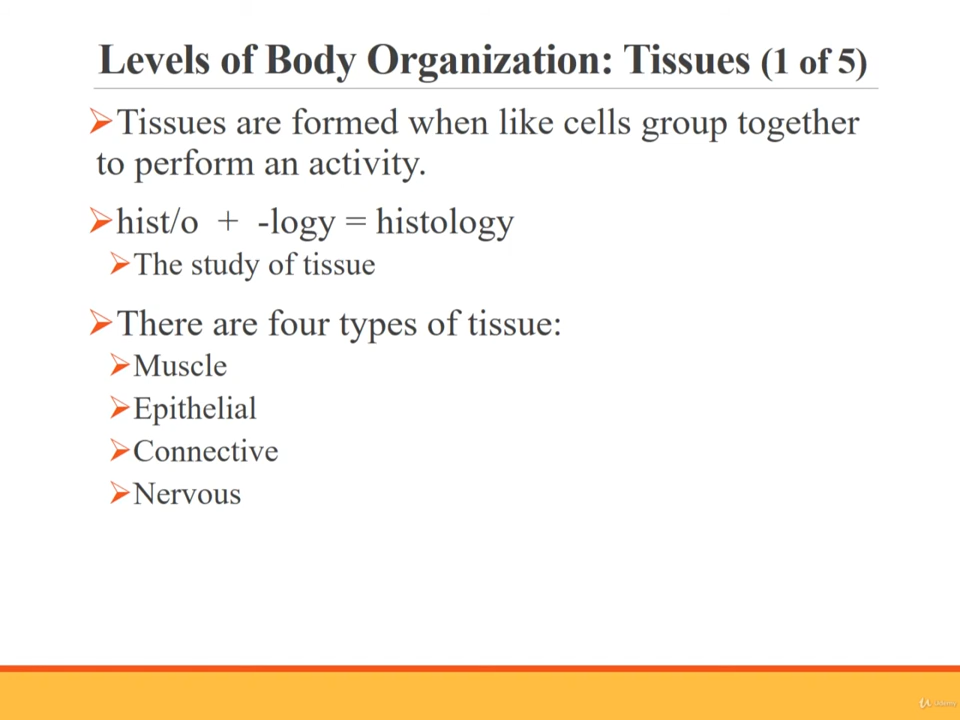 Levels of Body Organization: Tissues (1 of 5)
Tissues are formed when like cells group together
to perform an activity.
hist/o + -logy = histology
The study of tissue
There are four types of tissue:
Muscle
Epithelial
Connective
Nervous
Udemy